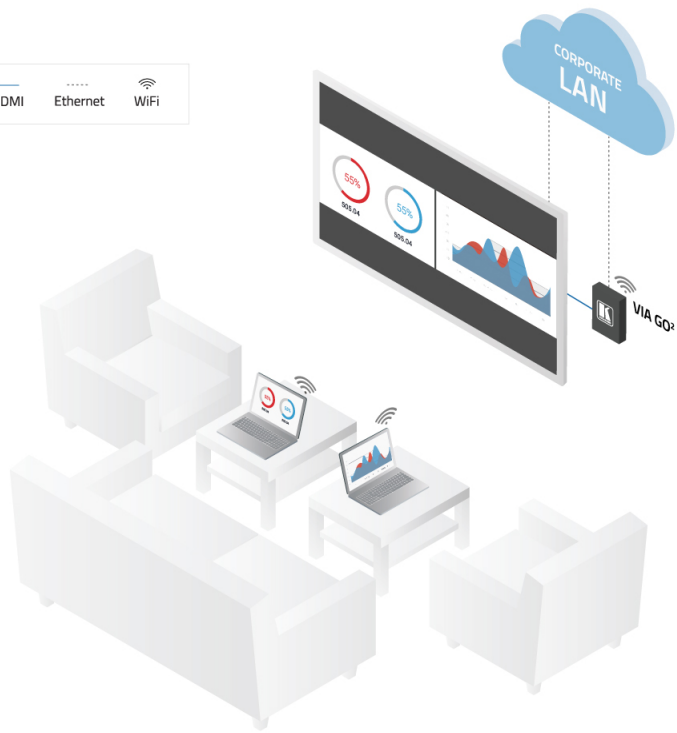 DMI
Ethernet
WiFi
CORPORATE
LAN
55%
505.04
55%
505.04
K
VIA GO²